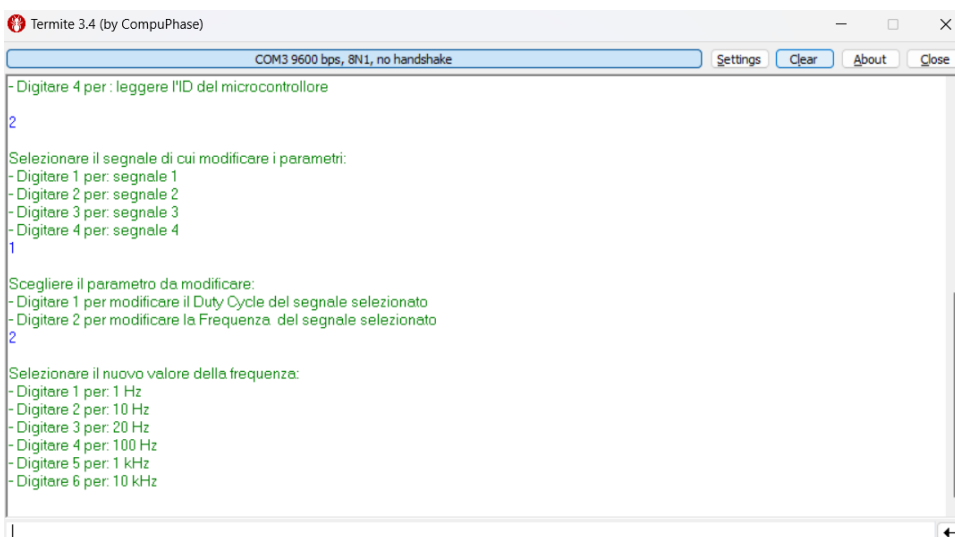 Termite 3.4 (by CompuPhase)
COM3 9600 bps, 8N1, no handshake
Settings
Clear
About
Close
- Digitare 4 per : leggere l'ID del microcontrollore
2
Selezionare il segnale di cui modificare i parametri:
- Digitare 1 per: segnale 1
- Digitare 2 per: segnale 2
- Digitare 3 per: segnale 3
- Digitare 4 per: segnale 4
1
Scegliere il parametro da modificare:
- Digitare 1 per modificare il Duty Cycle del segnale selezionato
- Digitare 2 per modificare la Frequenza  del segnale selezionato
2
Selezionare il nuovo valore della frequenza:
- Digitare 1 per: 1 Hz
- Digitare 2 per: 10 Hz
- Digitare 3 per: 20 Hz
- Digitare 4 per: 100 Hz
- Digitare 5 per: 1 kHz
- Digitare 6 per: 10 kHz